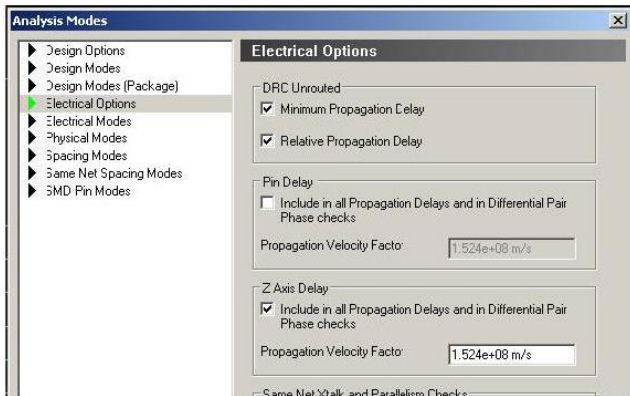 Analysis Modes
Design Options
Design Modes
Design Modes (Package)
Electrical Options
Electrical Modes
Physical Modes
Spacing Modes
Same Net Spacing Modes
SMD Pin Modes
Electrical Options
DRC Unrouted
Minimum Propagation Delay
Relative Propagation Delay
Pin Delay
Include in all Propagation Delays and in Differential Pair
Phase checks
Propagation Velocity Facto
1.524e+08 m/s
Z Axis Delay
Include in all Propagation Delays and in Differential Pair
Phase checks
Propagation Velocity Facto
1.524e+08 m/s
Same Net Xtalk and Parallelism Checks